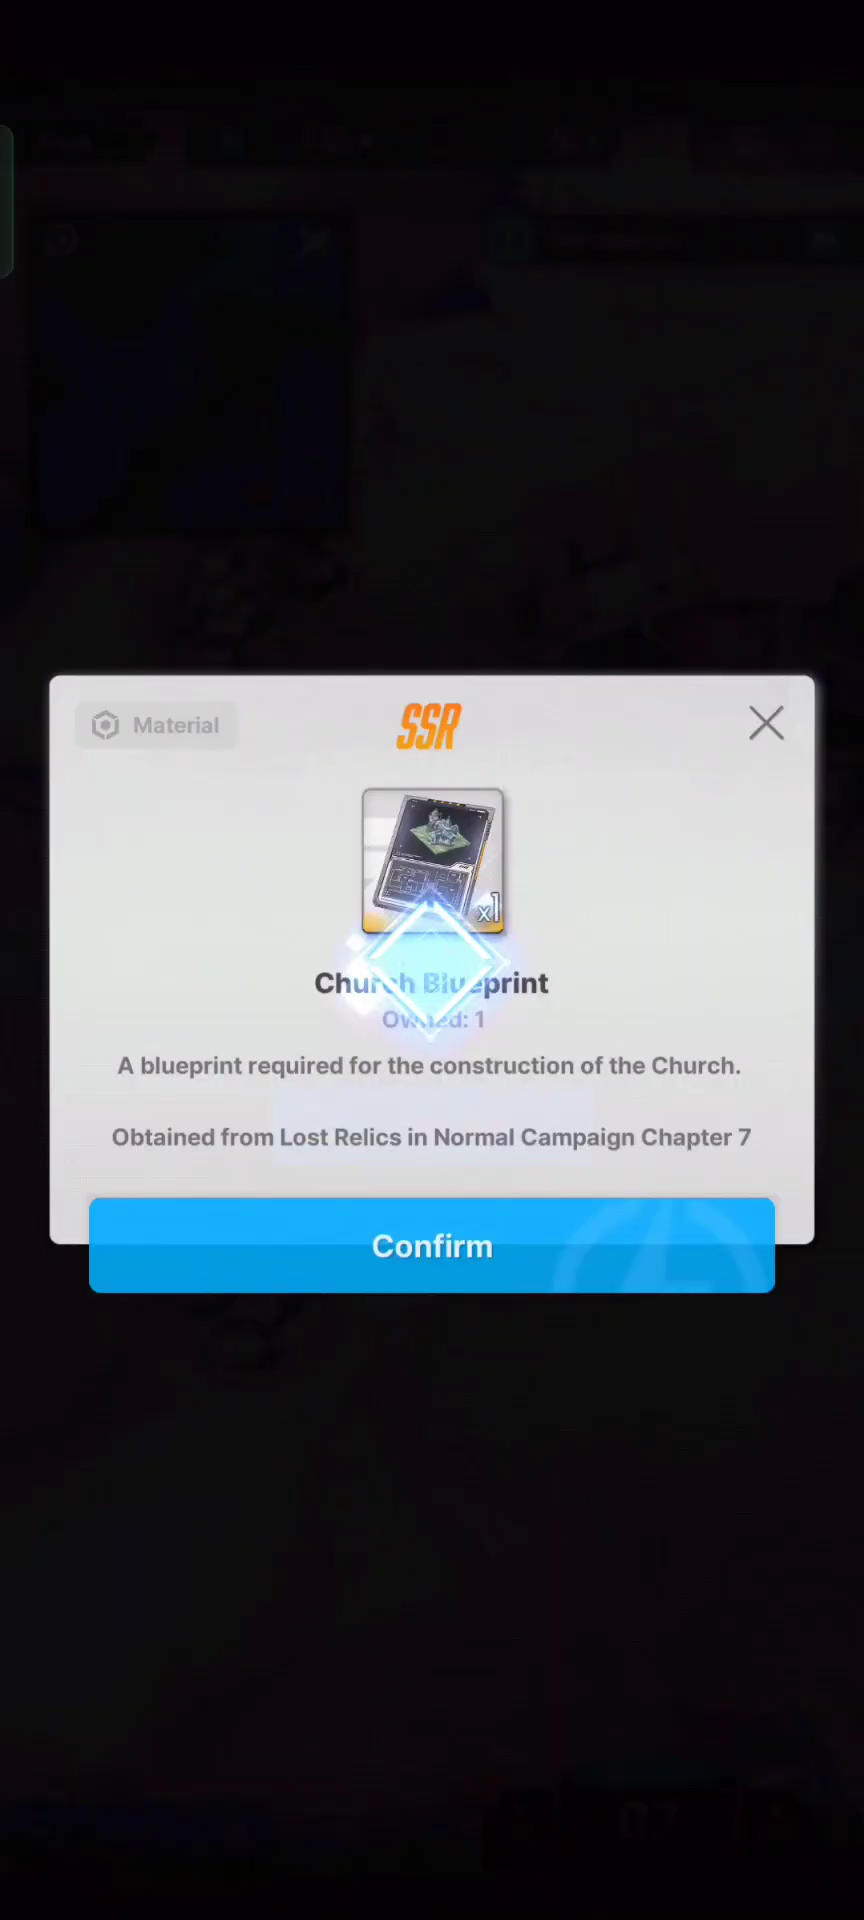 Material
SSR
x1
Church Blueprint
Owned: 1
A blueprint required for the construction of the Church.
Obtained from Lost Relics in Normal Campaign Chapter 7
Confirm